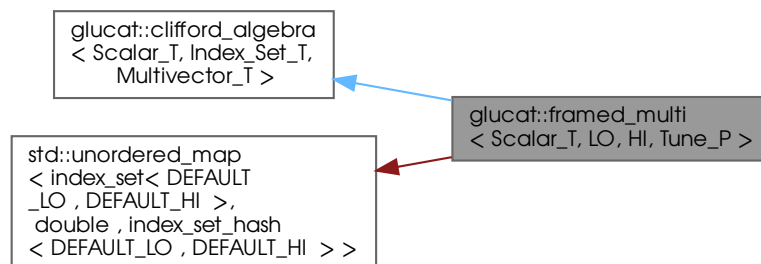 glucat::clifford_algebra
< Scalar_T, Index_Set_T,
Multivector_T >
glucat::framed_multi
< Scalar_T, LO, HI, Tune_P >
std::unordered_map
< index_set< DEFAULT
_LO , DEFAULT_HI >,
double , index_set_hash
< DEFAULT_LO , DEFAULT_HI > >